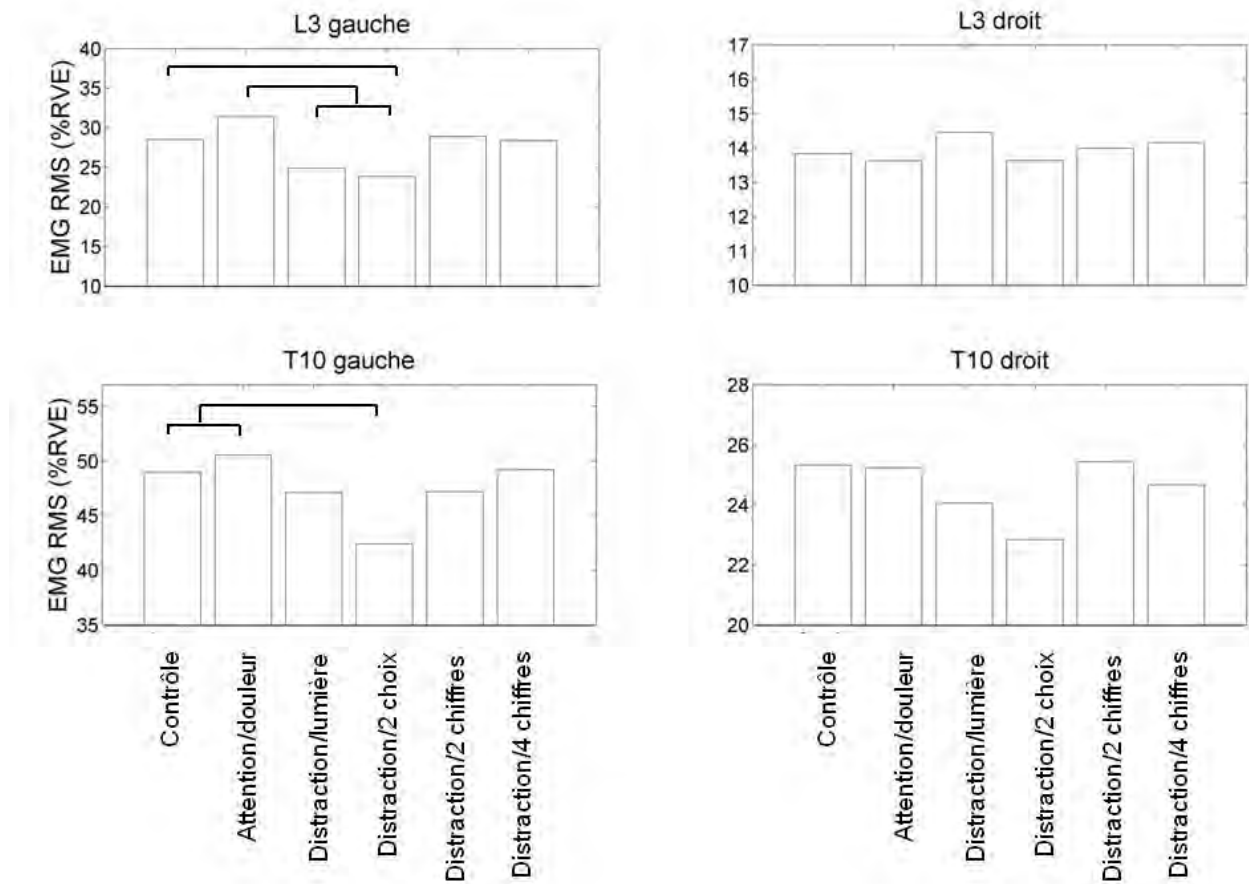 L3 gauche
EMG RMS (%RVE)
40
35
30
25
20
15
10
L3 droit
17
16
15
14
13
12
11
10
T10 gauche
EMG RMS (%RVE)
55
50
45
40
35
T10 droit
28
26
24
22
20
Contrôle
Attention/douleur
Distraction/lumière
Distraction/2 choix
Distraction/2 chiffres
Distraction/4 chiffres
Contrôle
Attention/douleur
Distraction/lumière
Distraction/2 choix
Distraction/2 chiffres
Distraction/4 chiffres